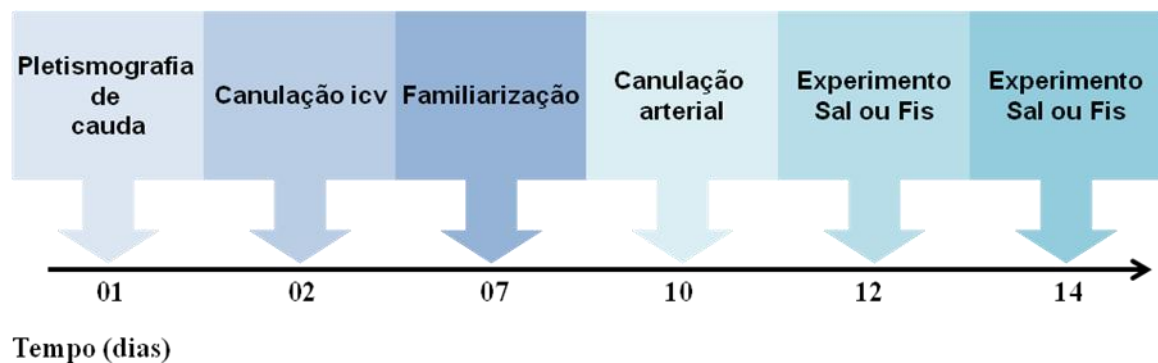 Pletismografia
de
cauda
Canulação icv
Familiarização
Canulação
arterial
Experimento
Sal ou Fis
Experimento
Sal ou Fis
01
02
07
10
12
14
Tempo (dias)